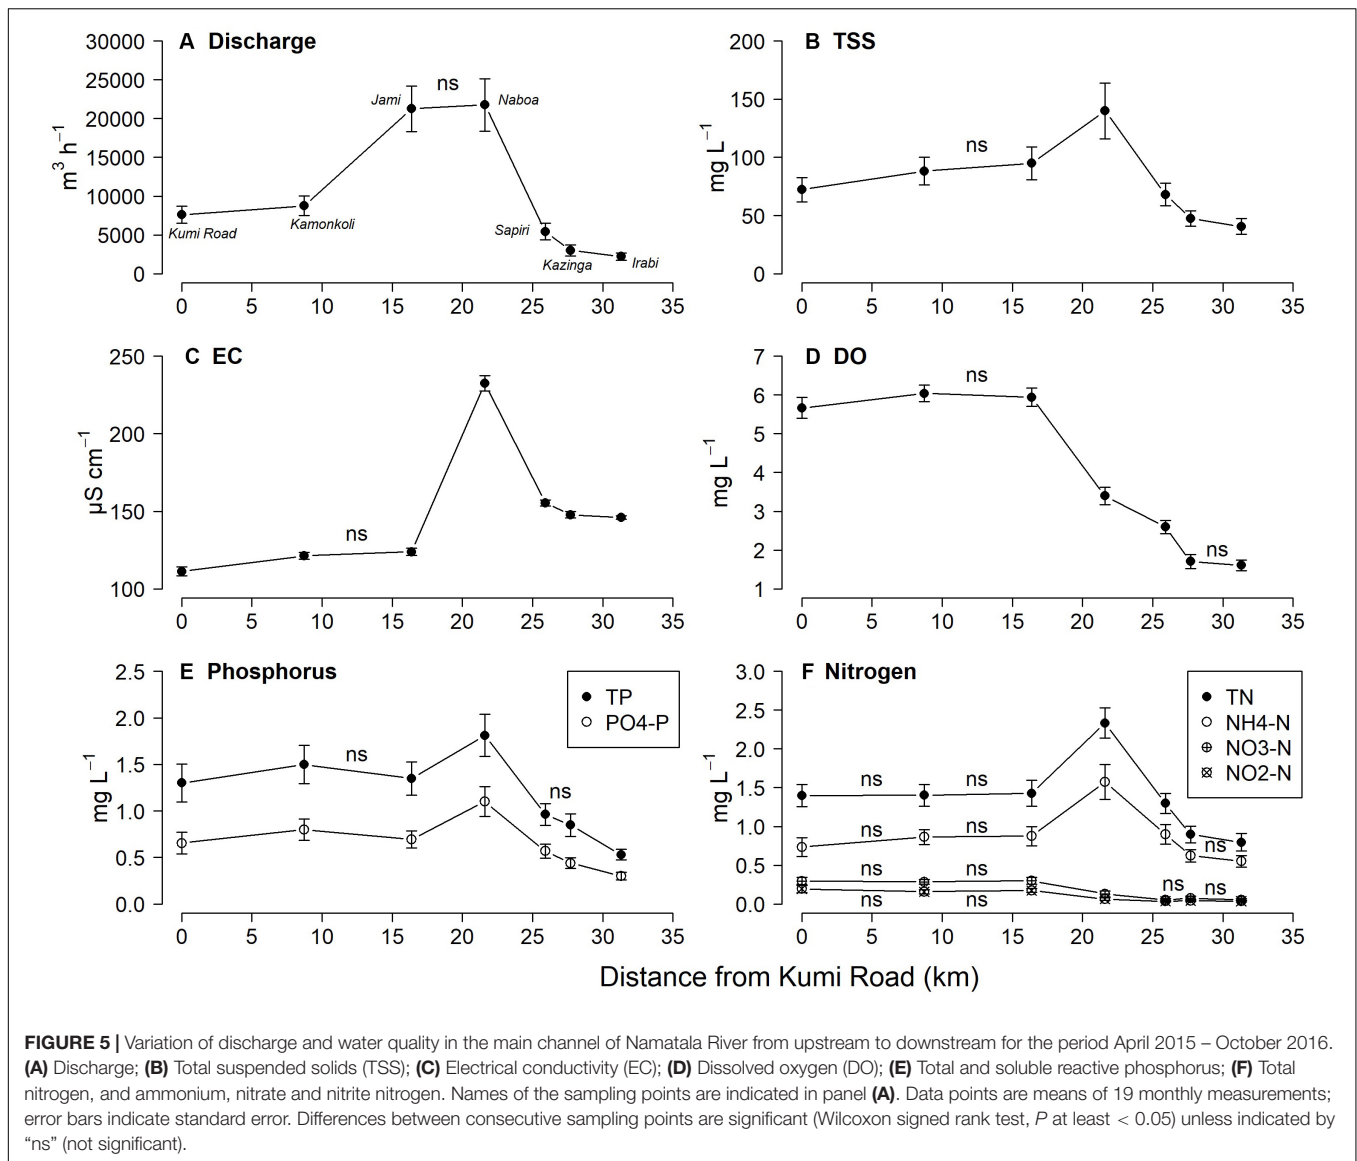 A Discharge
30000
25000
20000
15000
10000
5000
0
m³ h⁻¹
ns
Jami
Naboa
Kumi Road
Kamonkoli
Sapiri
Kazinga
Irabi
0 5 10 15 20 25 30 35
B TSS
200
150
100
50
0
mg L⁻¹
ns
0 5 10 15 20 25 30 35
C EC
250
200
150
100
µS cm⁻¹
ns
0 5 10 15 20 25 30 35
D DO
7
6
5
4
3
2
1
mg L⁻¹
ns
ns
0 5 10 15 20 25 30 35
E Phosphorus
2.5
2.0
1.5
1.0
0.5
0.0
mg L⁻¹
TP
PO4-P
ns
ns
0 5 10 15 20 25 30 35
F Nitrogen
3.0
2.5
2.0
1.5
1.0
0.5
0.0
mg L⁻¹
TN
NH4-N
NO3-N
NO2-N
ns ns
ns ns
ns
ns ns
ns ns
ns ns
0 5 10 15 20 25 30 35
Distance from Kumi Road (km)
FIGURE 5 | Variation of discharge and water quality in the main channel of Namatala River from upstream to downstream for the period April 2015 – October 2016.
(A) Discharge; (B) Total suspended solids (TSS); (C) Electrical conductivity (EC); (D) Dissolved oxygen (DO); (E) Total and soluble reactive phosphorus; (F) Total
nitrogen, and ammonium, nitrate and nitrite nitrogen. Names of the sampling points are indicated in panel (A). Data points are means of 19 monthly measurements;
error bars indicate standard error. Differences between consecutive sampling points are significant (Wilcoxon signed rank test, P at least < 0.05) unless indicated by
“ns” (not significant).